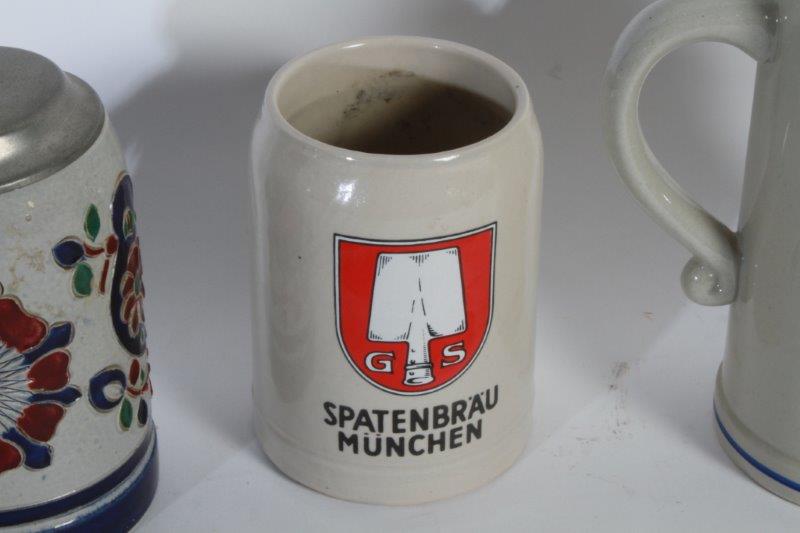 G S
SPATENBRÄU
MÜNCHEN